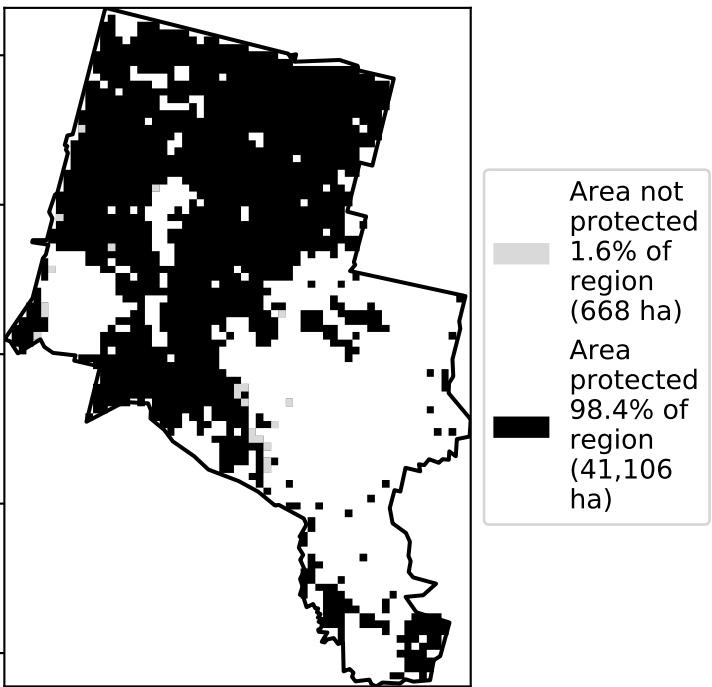 Area not
protected
1.6% of
region
(668 ha)
Area
protected
98.4% of
region
(41,106
ha)